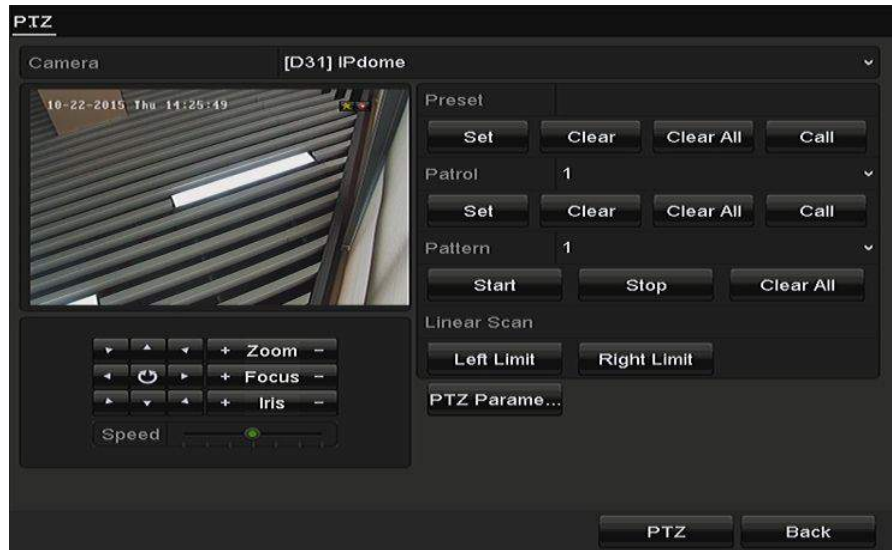 PTZ
Camera [D31] IPdome
10-22-2015 Thu 14:25:49
Preset
Set Clear Clear All Call
Patrol 1
Set Clear Clear All Call
Pattern 1
Start Stop Clear All
Linear Scan
Left Limit Right Limit
PTZ Parame...
+ Zoom -
+ Focus -
+ Iris -
Speed
PTZ Back